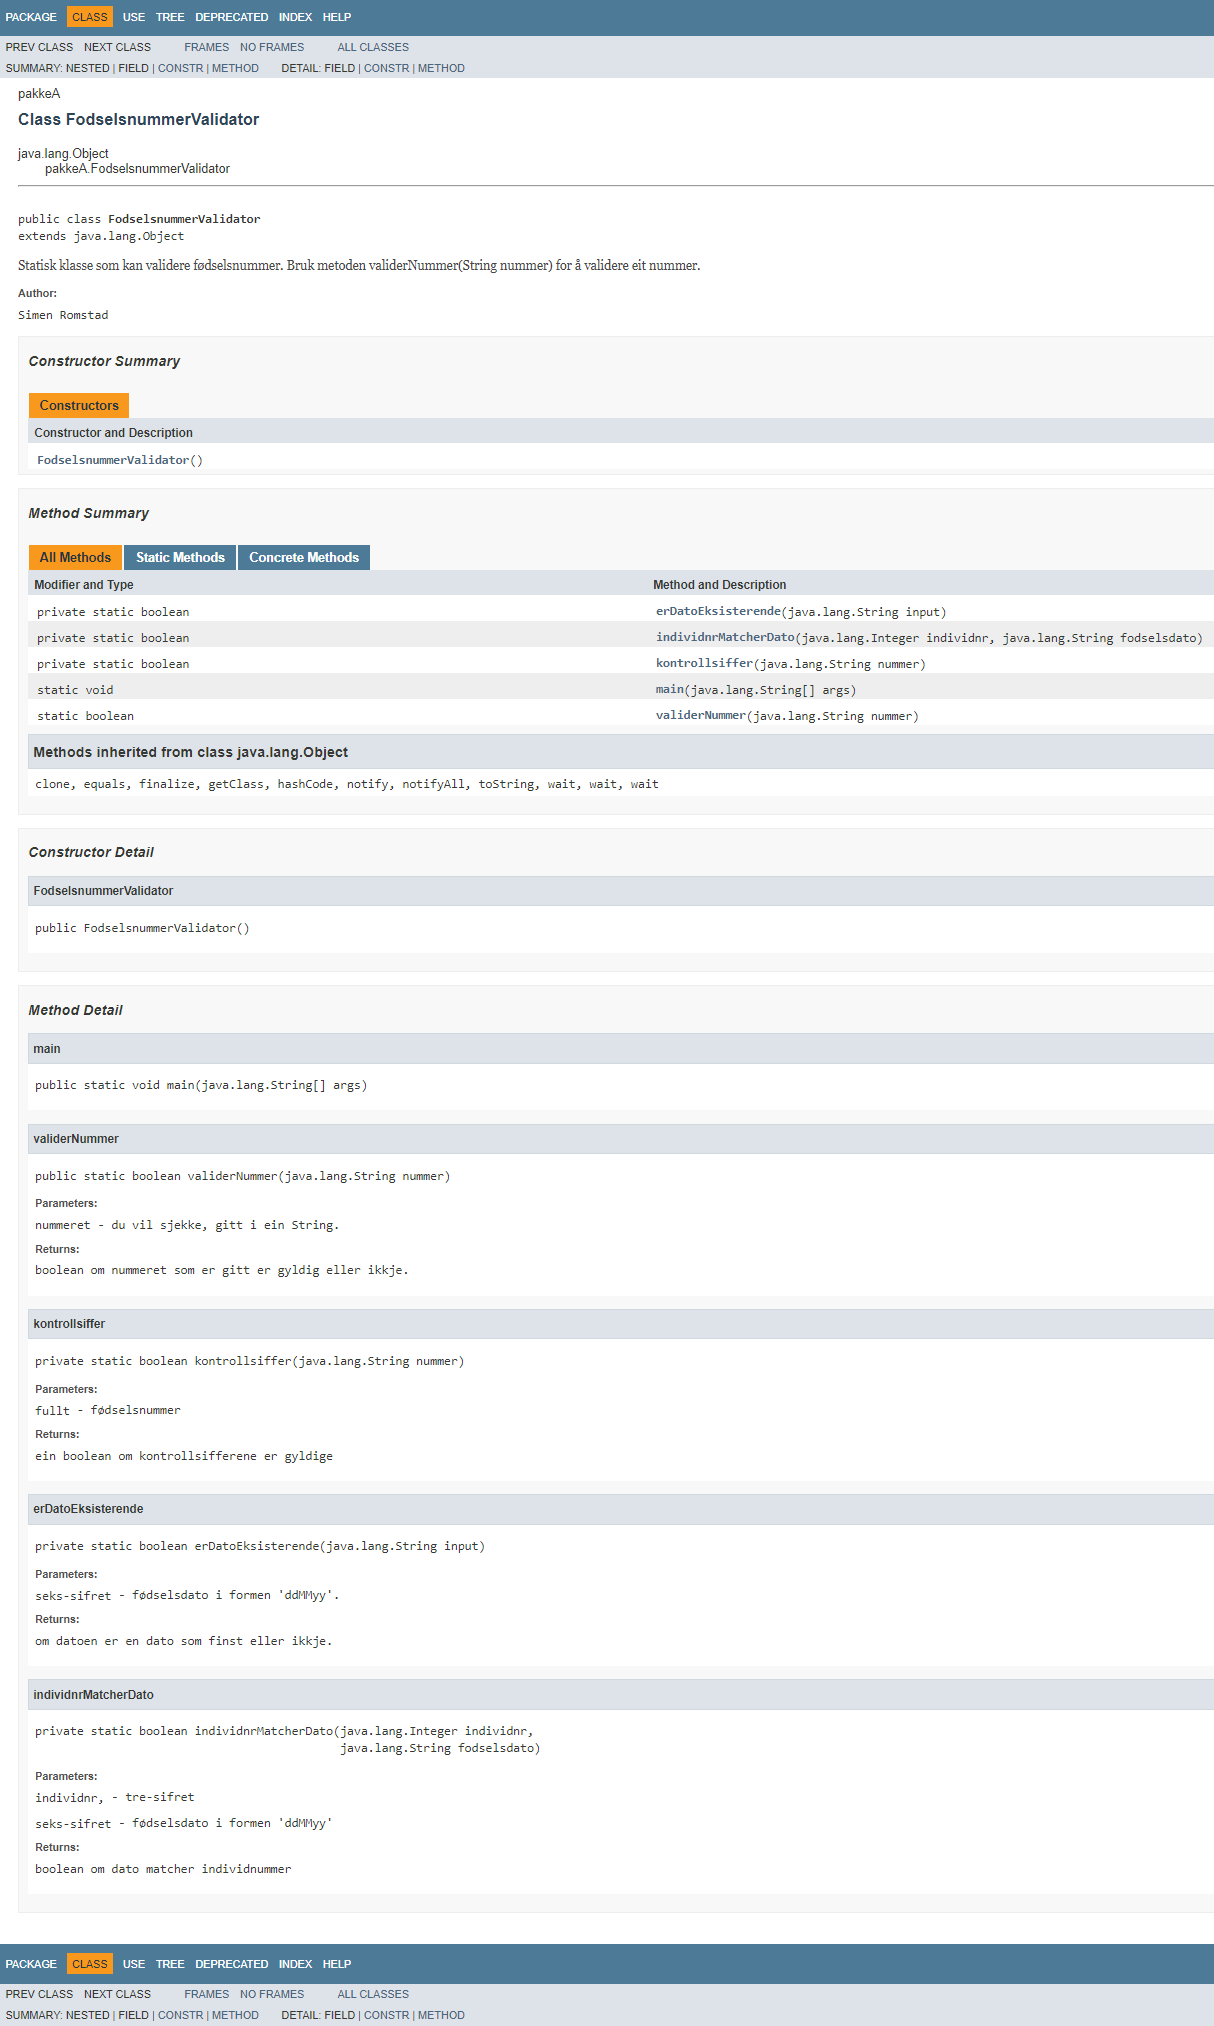 PACKAGE CLASS USE TREE DEPRECATED INDEX HELP
PREV CLASS NEXT CLASS FRAMES NO FRAMES ALL CLASSES
SUMMARY: NESTED | FIELD | CONSTR | METHOD DETAIL: FIELD | CONSTR | METHOD
pakkeA
Class FodselsnummerValidator
java.lang.Object
pakkeA.FodselsnummerValidator
public class FodselsnummerValidator
extends java.lang.Object
Statisk klasse som kan validere fødselsnummer. Bruk metoden validerNummer(String nummer) for å validere eit nummer.
Author:
Simen Romstad
Constructor Summary
Constructors
Constructor and Description
FodselsnummerValidator()
Method Summary
All Methods Static Methods Concrete Methods
Modifier and Type Method and Description
private static boolean erDatoEksisterende(java.lang.String input)
private static boolean individnrMatcherDato(java.lang.Integer individnr, java.lang.String fodselsdato)
private static boolean kontrollsiffer(java.lang.String nummer)
static void main(java.lang.String[] args)
static boolean validerNummer(java.lang.String nummer)
Methods inherited from class java.lang.Object
clone, equals, finalize, getClass, hashCode, notify, notifyAll, toString, wait, wait, wait
Constructor Detail
FodselsnummerValidator
public FodselsnummerValidator()
Method Detail
main
public static void main(java.lang.String[] args)
validerNummer
public static boolean validerNummer(java.lang.String nummer)
Parameters:
nummeret - du vil sjekke, gitt i ein String.
Returns:
boolean om nummeret som er gitt er gyldig eller ikkje.
kontrollsiffer
private static boolean kontrollsiffer(java.lang.String nummer)
Parameters:
fullt - fødselsnummer
Returns:
ein boolean om kontrollsifferene er gyldige
erDatoEksisterende
private static boolean erDatoEksisterende(java.lang.String input)
Parameters:
seks-sifret - fødselsdato i formen 'ddMMyy'.
Returns:
om datoen er en dato som finst eller ikkje.
individnrMatcherDato
private static boolean individnrMatcherDato(java.lang.Integer individnr,
java.lang.String fodselsdato)
Parameters:
individnr, - tre-sifret
seks-sifret - fødselsdato i formen 'ddMMyy'
Returns:
boolean om dato matcher individnummer
PACKAGE CLASS USE TREE DEPRECATED INDEX HELP
PREV CLASS NEXT CLASS FRAMES NO FRAMES ALL CLASSES
SUMMARY: NESTED | FIELD | CONSTR | METHOD DETAIL: FIELD | CONSTR | METHOD